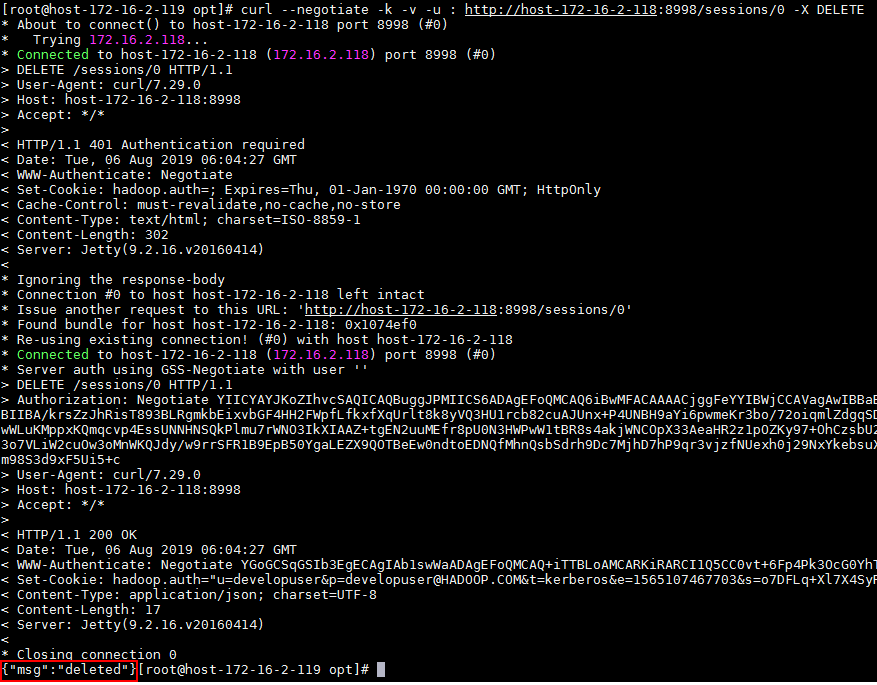 [root@host-172-16-2-119 opt]# curl --negotiate -k -v -u : http://host-172-16-2-118:8998/sessions/0 -X DELETE
* About to connect() to host-172-16-2-118 port 8998 (#0)
*   Trying 172.16.2.118...
* Connected to host-172-16-2-118 (172.16.2.118) port 8998 (#0)
> DELETE /sessions/0 HTTP/1.1
> User-Agent: curl/7.29.0
> Host: host-172-16-2-118:8998
> Accept: */*
>
< HTTP/1.1 401 Authentication required
< Date: Tue, 06 Aug 2019 06:04:27 GMT
< WWW-Authenticate: Negotiate
< Set-Cookie: hadoop.auth=; Expires=Thu, 01-Jan-1970 00:00:00 GMT; HttpOnly
< Cache-Control: must-revalidate,no-cache,no-store
< Content-Type: text/html; charset=ISO-8859-1
< Content-Length: 302
< Server: Jetty(9.2.16.v20160414)
<
* Ignoring the response-body
* Connection #0 to host host-172-16-2-118 left intact
* Issue another request to this URL: 'http://host-172-16-2-118:8998/sessions/0'
* Found bundle for host host-172-16-2-118: 0x1074ef0
* Re-using existing connection! (#0) with host host-172-16-2-118
* Connected to host-172-16-2-118 (172.16.2.118) port 8998 (#0)
* Server auth using GSS-Negotiate with user ''
> DELETE /sessions/0 HTTP/1.1
> Authorization: Negotiate YIICYAYJKoZIhvcSAQICAQBuggJPMIICS6ADAgEFoQMCAQ6iBwMFACAAAACjggFeYYIBWjCCAVagAwIBBaE
BIIBA/krsZzJhRisT893BLRgmkbEixvbGF4HH2FWpfLfkxfXqUrlt8k8yVQ3HU1rcb82cuAJUnx+P4UNBH9aYi6pwmeKr3bo/72oiqmlZdgqSD
wWLuKMppxKQmqcvp4EssUNNHNSQkPlmu7rWNO3IkXIAAZ+tgEN2uuMEfr8pU0N3HWPwW1tBR8s4akjWNCOpX33AeaHR2z1pOZKy97+OhCzsbU2
3o7VLiW2cuOw3oMnWKQJdy/w9rrSFR1B9EpB50YgaLEZX9QOTBeEw0ndtoEDNQfMhnQsbSdrh9Dc7MjhD7hP9qr3vjzfNUexh0j29NxYkebsuX
m98S3d9xF5Ui5+c
> User-Agent: curl/7.29.0
> Host: host-172-16-2-118:8998
> Accept: */*
>
< HTTP/1.1 200 OK
< Date: Tue, 06 Aug 2019 06:04:27 GMT
< WWW-Authenticate: Negotiate YGoGCSqGSIb3EgECAgIAb1swWaADAgEFoQMCAQ+iTTBLoAMCARKiRARCI1Q5CC0vt+6Fp4Pk3OcG0YhT
< Set-Cookie: hadoop.auth="u=developuser&p=developuser@HADOOP.COM&t=kerberos&e=1565107467703&s=o7DFLq+Xl7X4SyF
< Content-Type: application/json; charset=UTF-8
< Content-Length: 17
< Server: Jetty(9.2.16.v20160414)
<
* Closing connection 0
{"msg":"deleted"}[root@host-172-16-2-119 opt]#